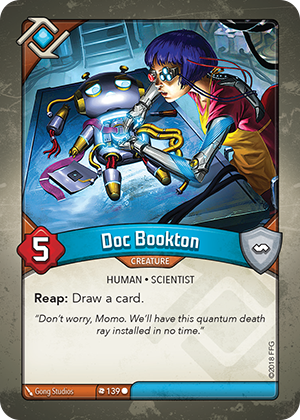 Doc Bookton
CREATURE
5
HUMAN • SCIENTIST
Reap: Draw a card.
“Don’t worry, Momo. We’ll have this quantum death
ray installed in no time.”
Gong Studios
139
©2018 FFG